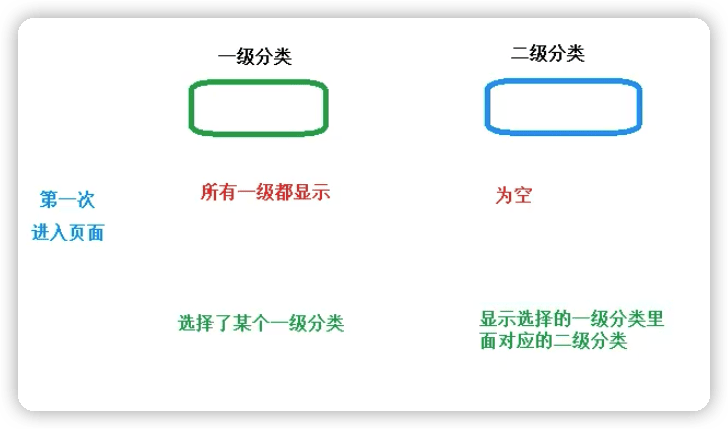 一级分类
二级分类
第一次
进入页面
所有一级都显示
为空
选择了某个一级分类
显示选择的一级分类里
面对应的二级分类